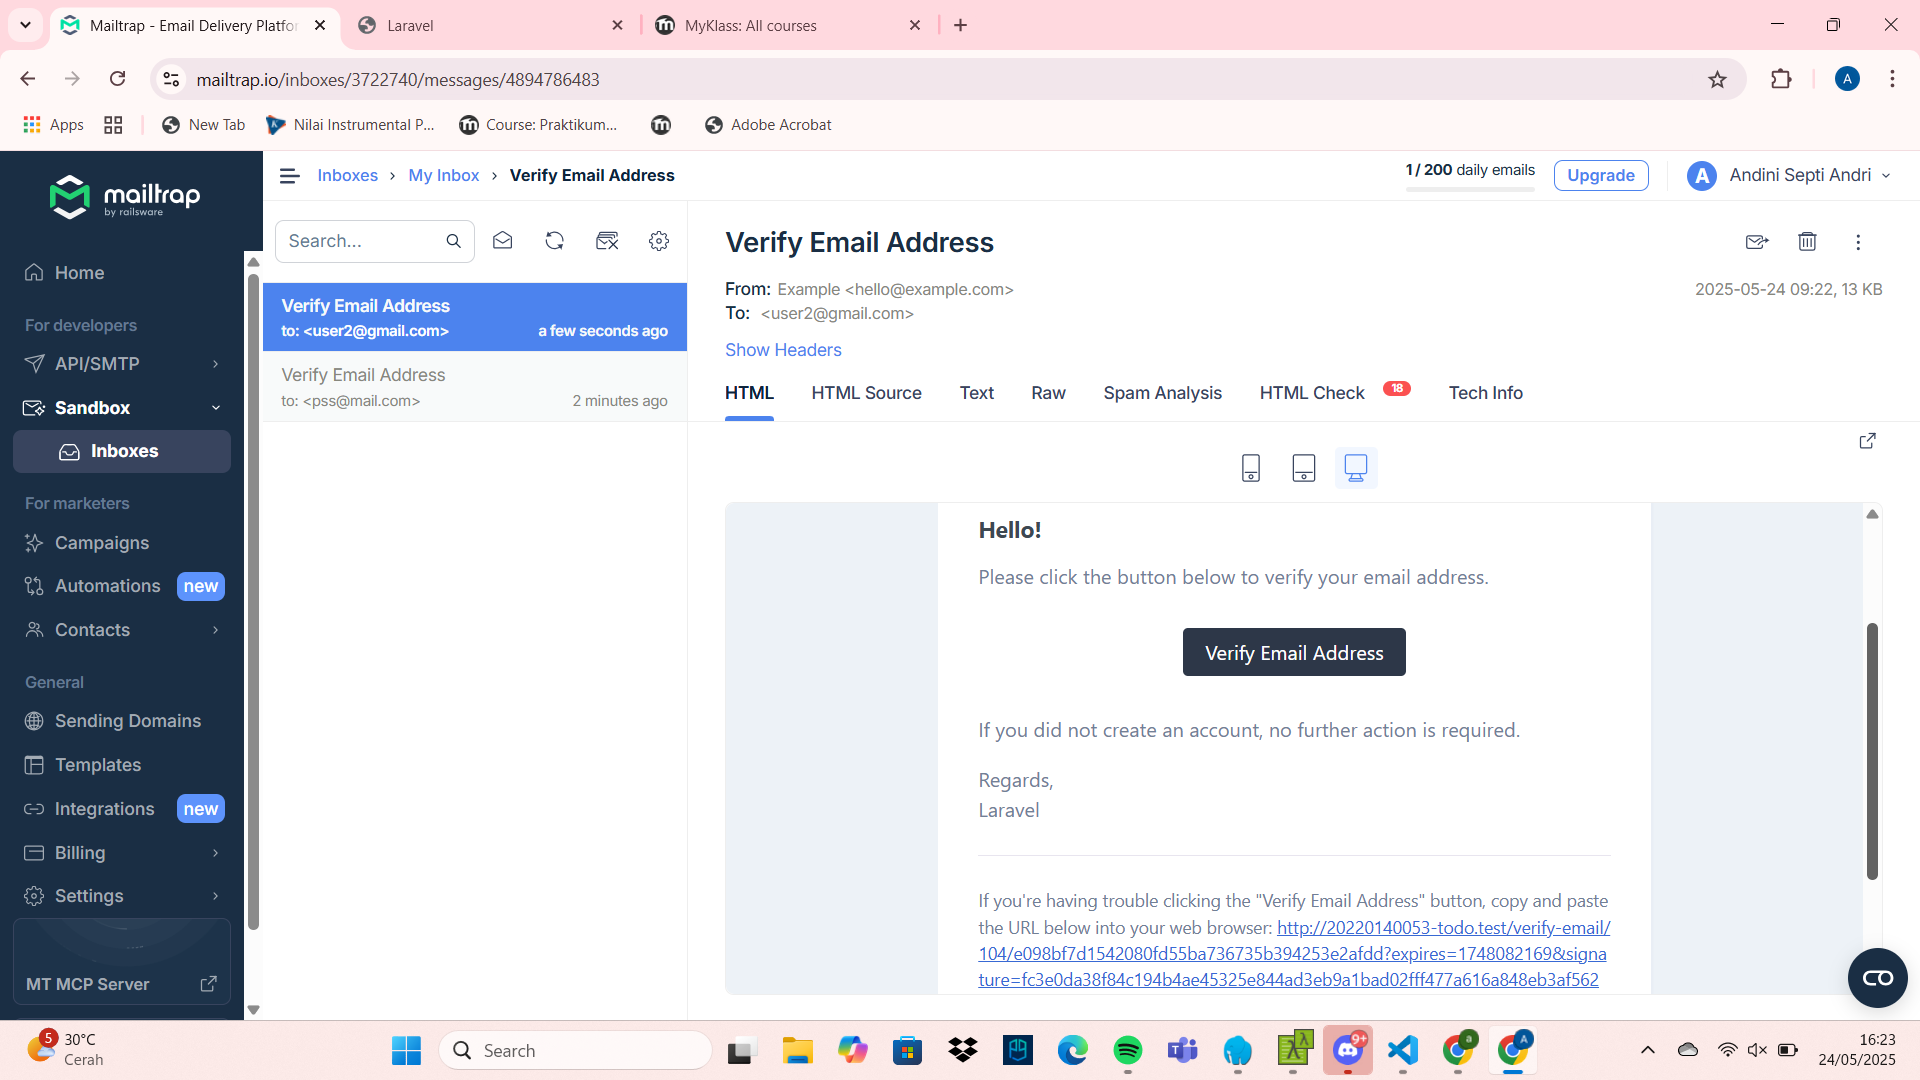 Mailtrap - Email Delivery Platfor
Laravel
MyKlass: All courses
mailtrap.io/inboxes/3722740/messages/4894786483
A
Apps
New Tab
Nilai Instrumental P...
Course: Praktikum...
Adobe Acrobat
mailtrap
by railsware
Inboxes > My Inbox > Verify Email Address
1 / 200 daily emails
Upgrade
A
Andini Septi Andri
Home
For developers
API/SMTP
Sandbox
Inboxes
For marketers
Campaigns
Automations new
Contacts
General
Sending Domains
Templates
Integrations new
Billing
Settings
MT MCP Server
Search...
Verify Email Address
to: <user2@gmail.com> a few seconds ago
Verify Email Address
to: <pss@mail.com> 2 minutes ago
Verify Email Address
From: Example <hello@example.com>
2025-05-24 09:22, 13 KB
To: <user2@gmail.com>
Show Headers
HTML HTML Source Text Raw Spam Analysis HTML Check 18 Tech Info
Hello!
Please click the button below to verify your email address.
Verify Email Address
If you did not create an account, no further action is required.
Regards,
Laravel
If you're having trouble clicking the "Verify Email Address" button, copy and paste
the URL below into your web browser: http://20220140053-todo.test/verify-email/
104/e098bf7d1542080fd55ba736735b394253e2afdd?expires=1748082169&signa
ture=fc3e0da38f84c194b4ae45325e844ad3eb9a1bad02fff477a616a848eb3af562
5
30°C
Cerah
Search
9+
a
A
16:23
24/05/2025